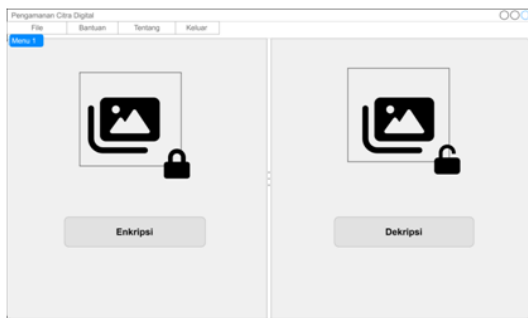 Pengamanan Citra Digital
File Bantuan Tentang Keluar
Menu 1
Enkripsi Dekripsi